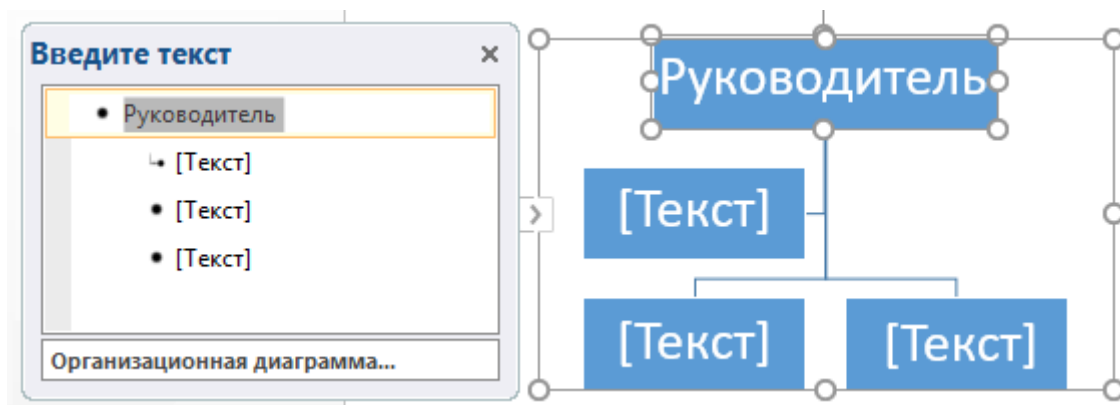 Введите текст
Руководитель
[Текст]
[Текст]
[Текст]
Организационная диаграмма...
Руководитель
[Текст]
[Текст]
[Текст]